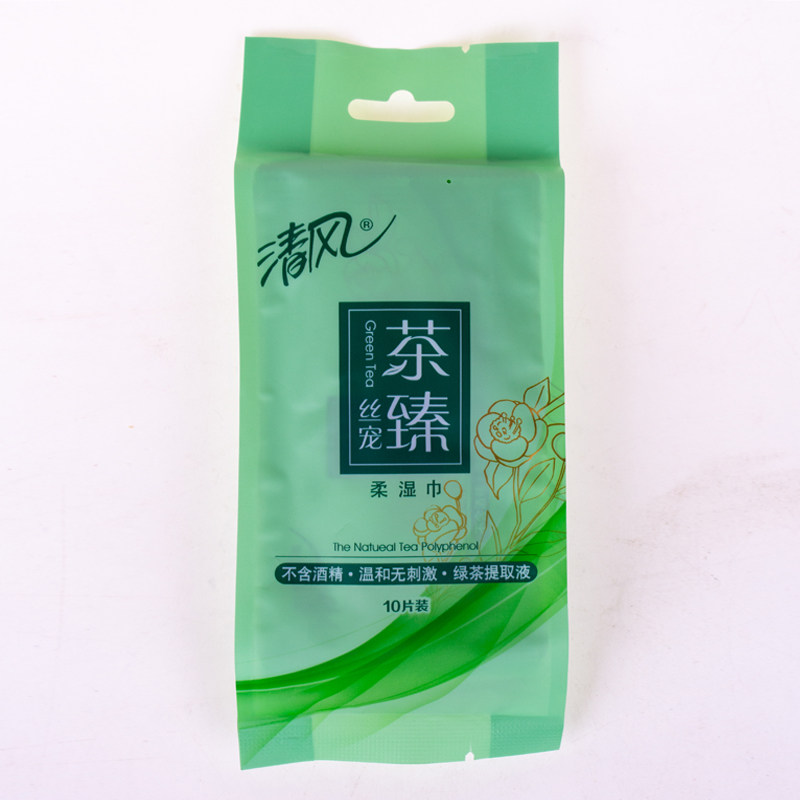 清风®
茶臻
Green Tea
丝宠
柔湿巾
The Natueal Tea Polyphenol
不含酒精·温和无刺激·绿茶提取液
10片装